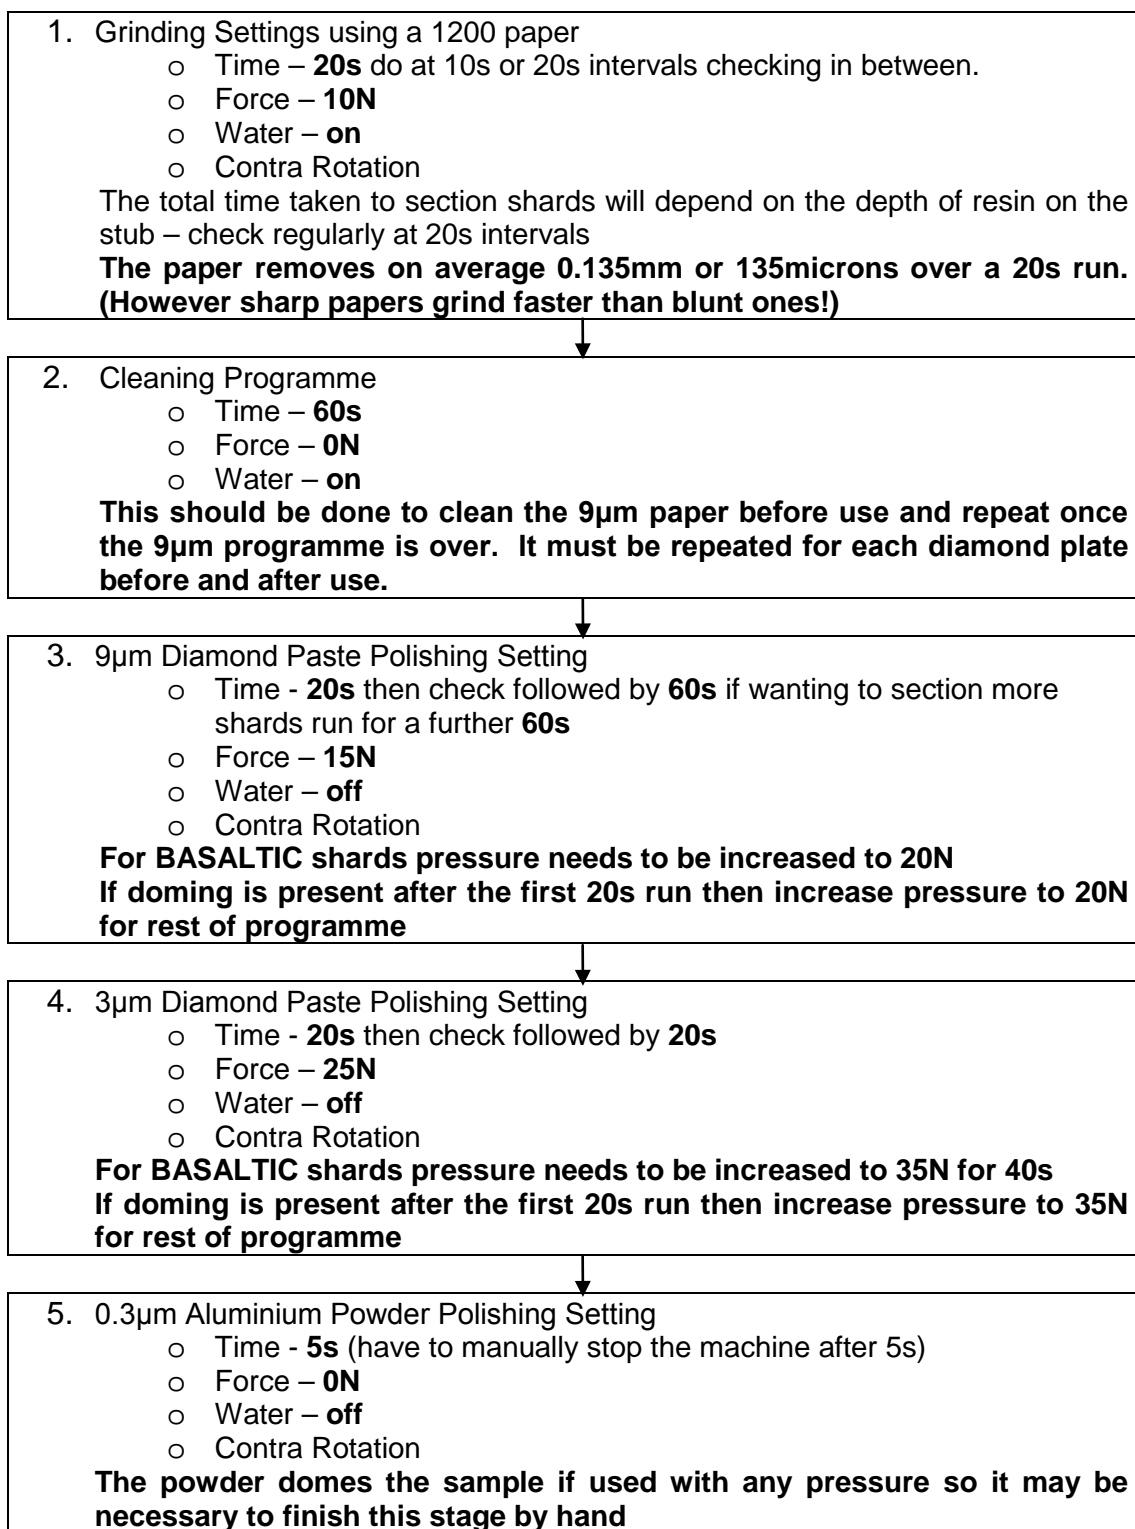 1. Grinding Settings using a 1200 paper
o Time – 20s do at 10s or 20s intervals checking in between.
o Force – 10N
o Water – on
o Contra Rotation
The total time taken to section shards will depend on the depth of resin on the
stub – check regularly at 20s intervals
The paper removes on average 0.135mm or 135microns over a 20s run.
(However sharp papers grind faster than blunt ones!)
2. Cleaning Programme
o Time – 60s
o Force – 0N
o Water – on
This should be done to clean the 9µm paper before use and repeat once
the 9µm programme is over. It must be repeated for each diamond plate
before and after use.
3. 9µm Diamond Paste Polishing Setting
o Time - 20s then check followed by 60s if wanting to section more
shards run for a further 60s
o Force – 15N
o Water – off
o Contra Rotation
For BASALTIC shards pressure needs to be increased to 20N
If doming is present after the first 20s run then increase pressure to 20N
for rest of programme
4. 3µm Diamond Paste Polishing Setting
o Time - 20s then check followed by 20s
o Force – 25N
o Water – off
o Contra Rotation
For BASALTIC shards pressure needs to be increased to 35N for 40s
If doming is present after the first 20s run then increase pressure to 35N
for rest of programme
5. 0.3µm Aluminium Powder Polishing Setting
o Time - 5s (have to manually stop the machine after 5s)
o Force – 0N
o Water – off
o Contra Rotation
The powder domes the sample if used with any pressure so it may be
necessary to finish this stage by hand